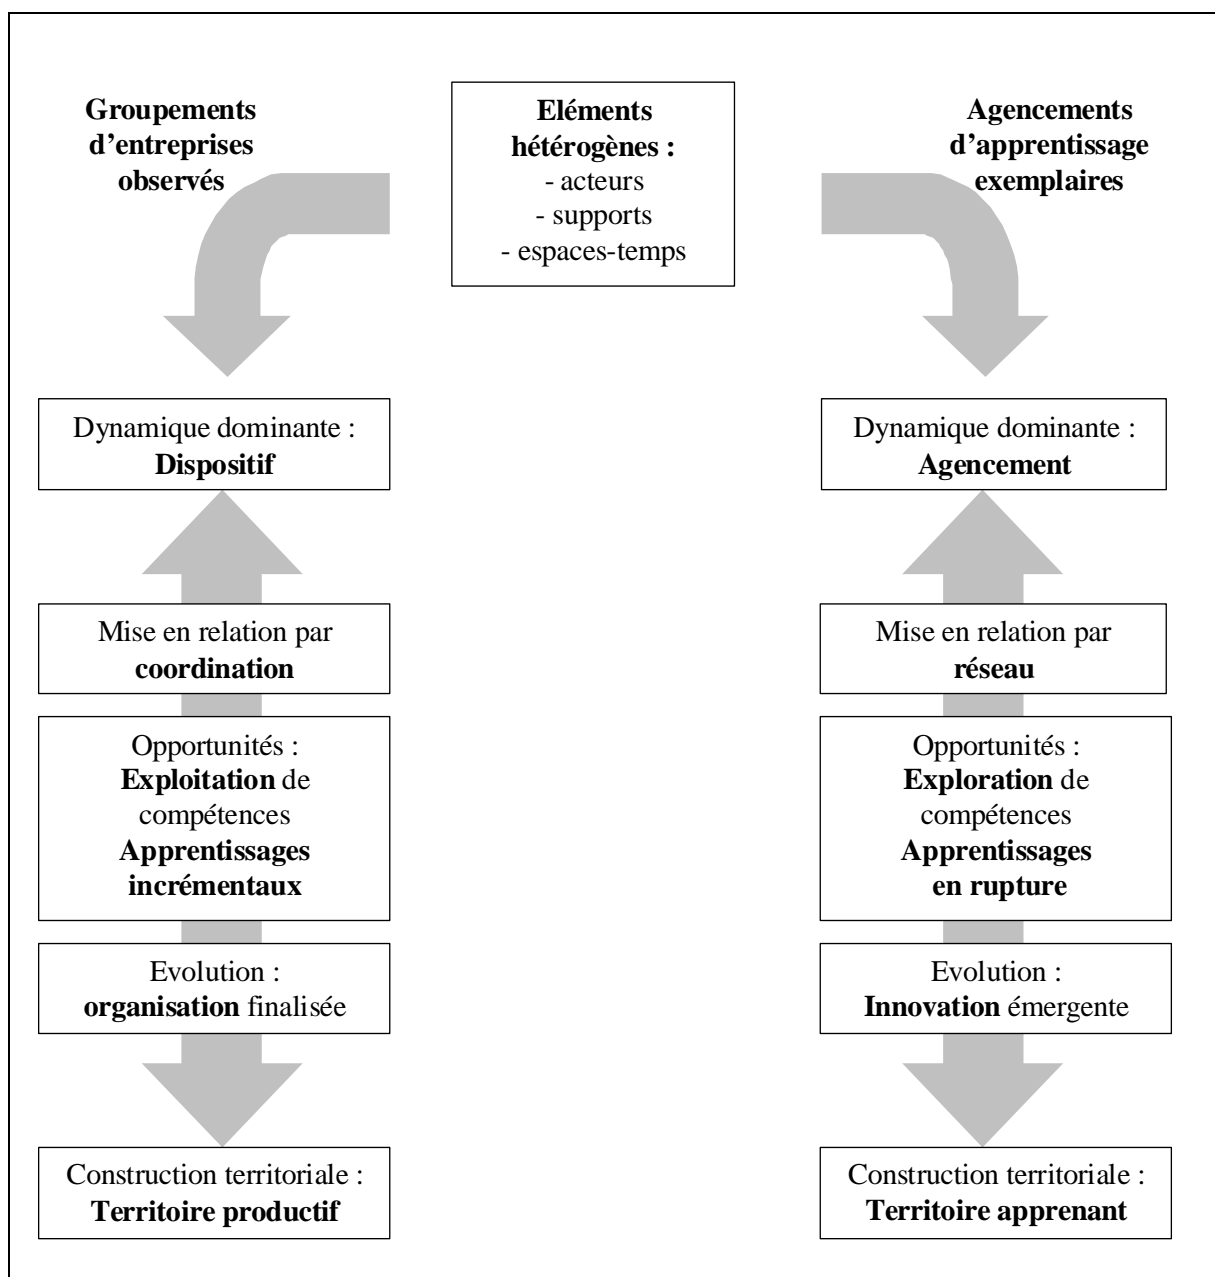 Groupements
d’entreprises
observés
Eléments
hétérogènes :
- acteurs
- supports
- espaces-temps
Agencements
d’apprentissage
exemplaires
Dynamique dominante :
Dispositif
Mise en relation par
coordination
Opportunités :
Exploitation de
compétences
Apprentissages
incrémentaux
Evolution :
organisation finalisée
Construction territoriale :
Territoire productif
Dynamique dominante :
Agencement
Mise en relation par
réseau
Opportunités :
Exploration de
compétences
Apprentissages
en rupture
Evolution :
Innovation émergente
Construction territoriale :
Territoire apprenant